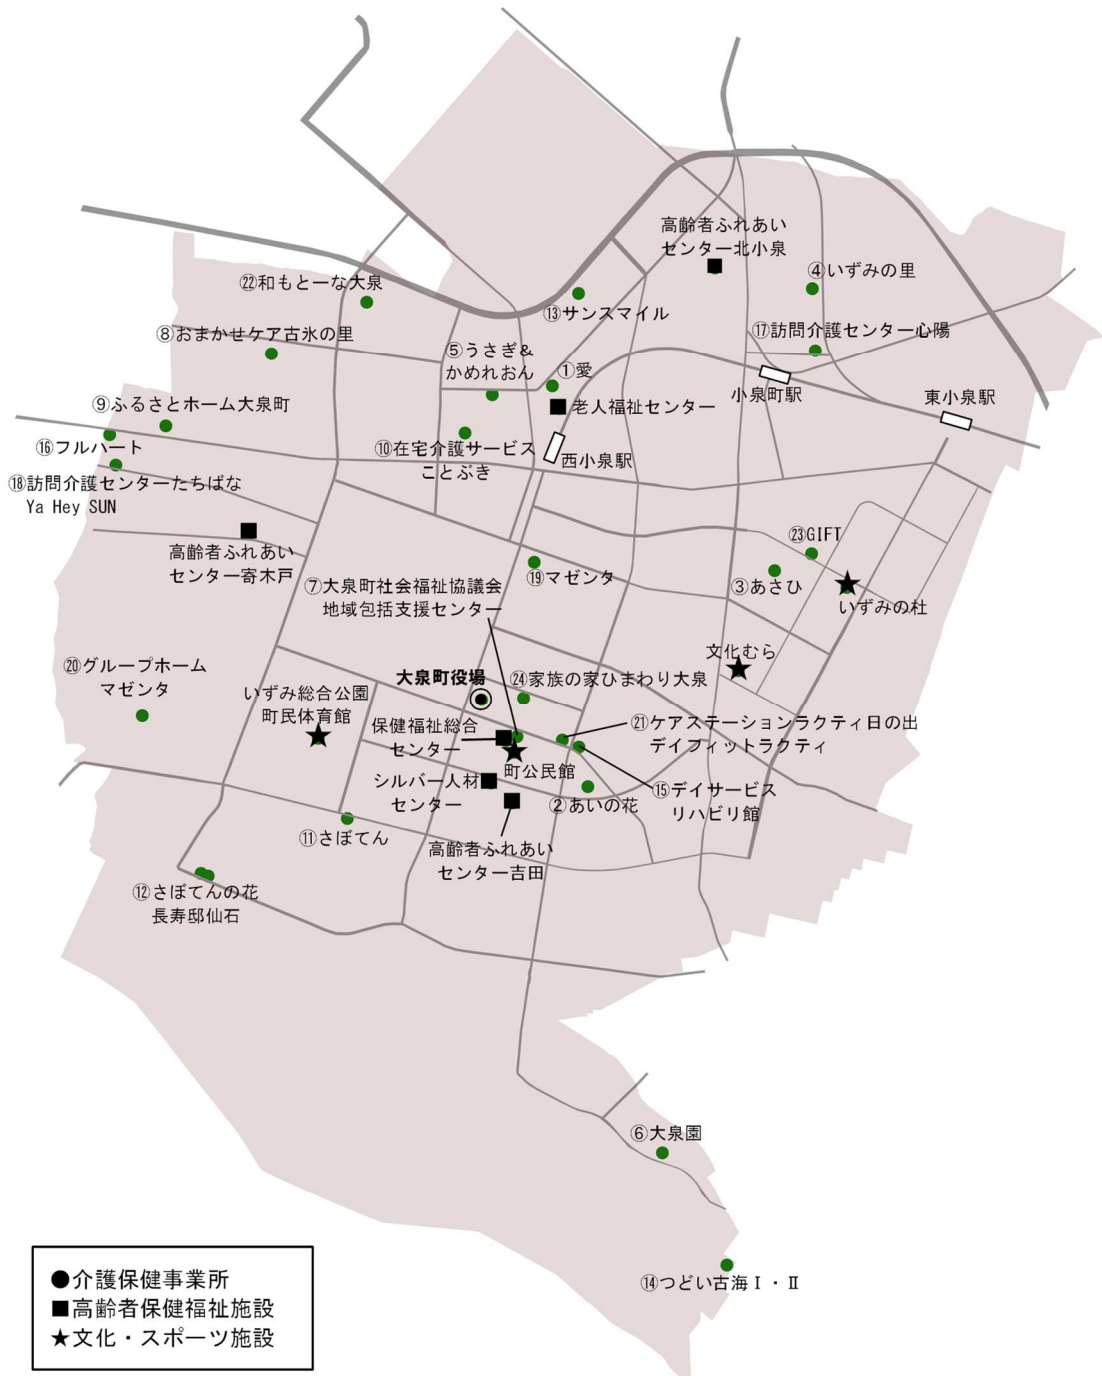 高齢者ふれあい
センター北小泉
④いずみの里
㉒和もとーな大泉
⑬サンスマイル
⑧おまかせケア古氷の里
⑰訪問介護センター心陽
⑤うさぎ&
かめれおん
①愛
小泉町駅
東小泉駅
⑨ふるさとホーム大泉町
老人福祉センター
⑯フルハート
⑩在宅介護サービス
ことぶき
西小泉駅
⑱訪問介護センターたちばな
Ya Hey SUN
㉓GIFT
高齢者ふれあい
センター寄木戸
⑦大泉町社会福祉協議会
地域包括支援センター
⑲マゼンタ
③あさひ
いずみの杜
文化むら
⑳グループホーム
マゼンタ
大泉町役場
㉔家族の家ひまわり大泉
いずみ総合公園
町民体育館
保健福祉総合
センター
㉑ケアステーションラクティ日の出
デイフィットラクティ
町公民館
シルバー人材
センター
②あいの花
⑮デイサービス
リハビリ館
⑪さぼてん
高齢者ふれあい
センター吉田
⑫さぼてんの花
長寿邸仙石
⑥大泉園
⑭つどい古海Ⅰ・Ⅱ
●介護保健事業所
■高齢者保健福祉施設
★文化・スポーツ施設